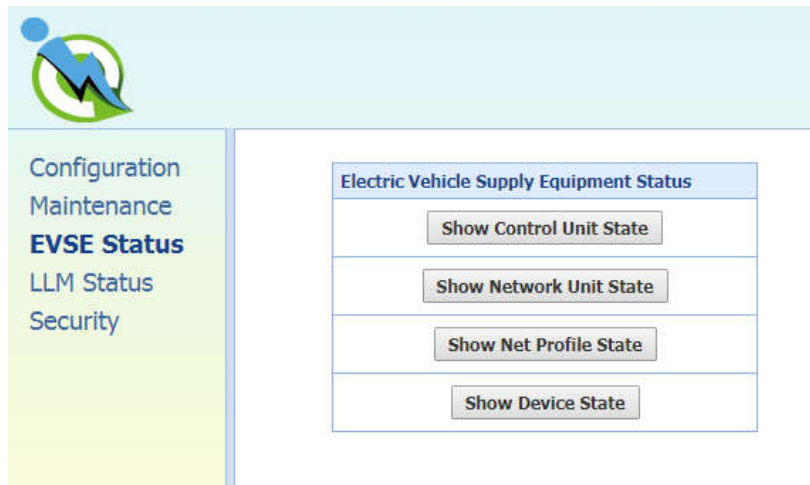 Configuration
Maintenance
EVSE Status
LLM Status
Security
Electric Vehicle Supply Equipment Status
Show Control Unit State
Show Network Unit State
Show Net Profile State
Show Device State